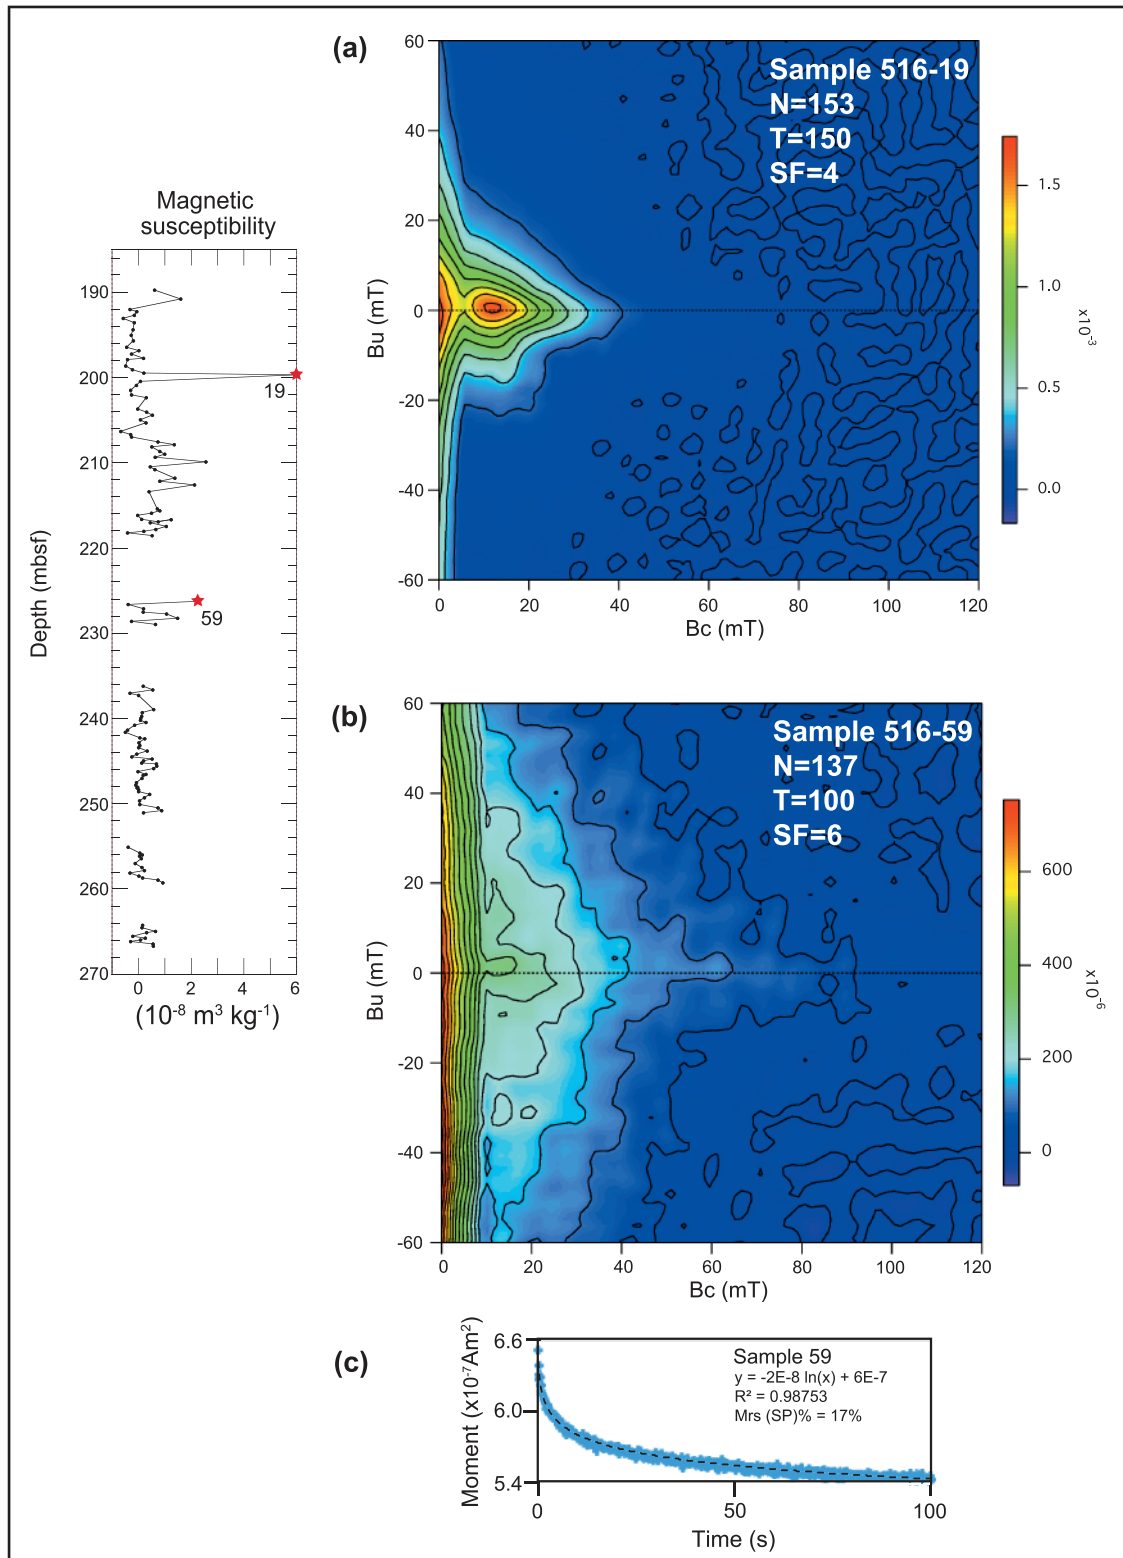 Magnetic
susceptibility
190
200
210
220
230
240
250
260
270
Depth (mbsf)
19
59
0
2
4
6
(10⁻⁸ m³ kg⁻¹)
(a)
Sample 516-19
N=153
T=150
SF=4
60
40
20
0
-20
-40
-60
Bu (mT)
0 20 40 60 80 100 120
Bc (mT)
1.5
1.0
0.5
0.0
x10⁻³
(b)
Sample 516-59
N=137
T=100
SF=6
60
40
20
0
-20
-40
-60
Bu (mT)
0 20 40 60 80 100 120
Bc (mT)
600
400
200
0
x10⁻⁶
(c)
Moment (x10⁻⁷Am²)
6.6
6.0
5.4
Sample 59
y = -2E-8 ln(x) + 6E-7
R² = 0.98753
Mrs (SP)% = 17%
0 50 100
Time (s)